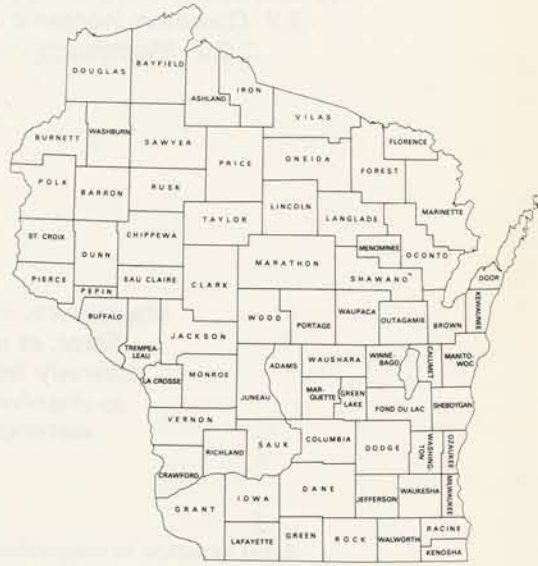 DOUGLAS
BAYFIELD
ASHLAND
IRON
VILAS
FLORENCE
BURNETT
WASHBURN
SAWYER
PRICE
ONEIDA
FOREST
MARINETTE
POLK
BARRON
RUSK
LINCOLN
LANGLADE
TAYLOR
MENOMINEE
OCONTO
ST. CROIX
DUNN
CHIPPEWA
MARATHON
SHAWANO
DOOR
PIERCE
PEPIN
EAU CLAIRE
CLARK
KEWAUNEE
BUFFALO
TREMPEA-
LEAU
JACKSON
WOOD
PORTAGE
WAUPACA
OUTAGAMIE
BROWN
LA CROSSE
MONROE
JUNEAU
ADAMS
WAUSHARA
WINNE-
BAGO
CALUMET
MANITO-
WOC
MAR-
QUETTE
GREEN
LAKE
FOND DU LAC
SHEBOYGAN
VERNON
RICHLAND
SAUK
COLUMBIA
DODGE
WASHING-
TON
OZAUKEE
CRAWFORD
GRANT
IOWA
DANE
JEFFERSON
WAUKESHA
MILWAUKEE
LAFAYETTE
GREEN
ROCK
WALWORTH
RACINE
KENOSHA